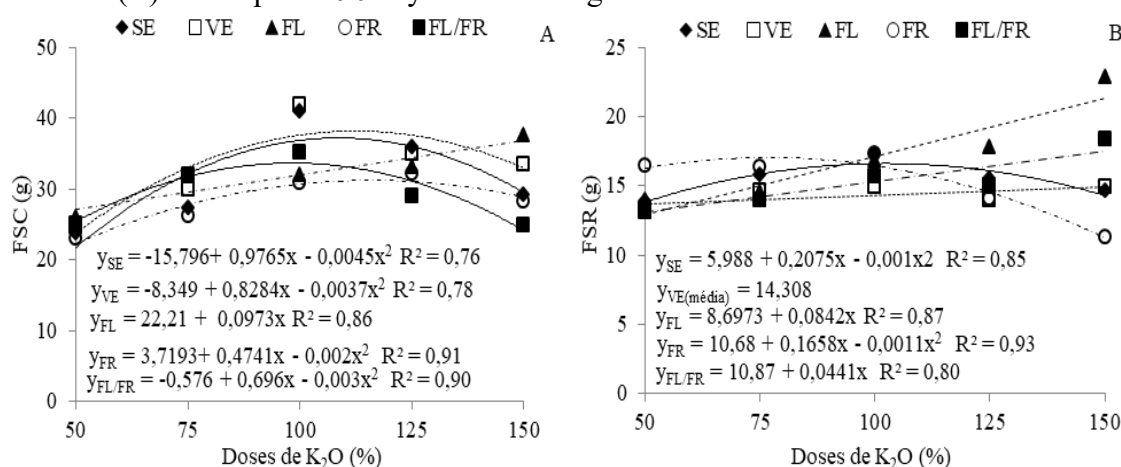 SE VE FL FR FL/FR A
50
40
30
20
10
0
FSC (g)
y_SE = -15,796+ 0,9765x - 0,0045x² R² = 0,76
y_VE = -8,349 + 0,8284x - 0,0037x² R² = 0,78
y_FL = 22,21 + 0,0973x R² = 0,86
y_FR = 3,7193+ 0,4741x - 0,002x² R² = 0,91
y_FL/FR = -0,576 + 0,696x - 0,003x² R² = 0,90
50 75 100 125 150
Doses de K₂O (%)
SE VE FL FR FL/FR B
25
20
15
10
5
0
FSR (g)
y_SE = 5,988 + 0,2075x - 0,001x2 R² = 0,85
y_VE(média) = 14,308
y_FL = 8,6973 + 0,0842x R² = 0,87
y_FR = 10,68 + 0,1658x - 0,0011x² R² = 0,93
y_FL/FR = 10,87 + 0,0441x R² = 0,80
50 75 100 125 150
Doses de K₂O (%)